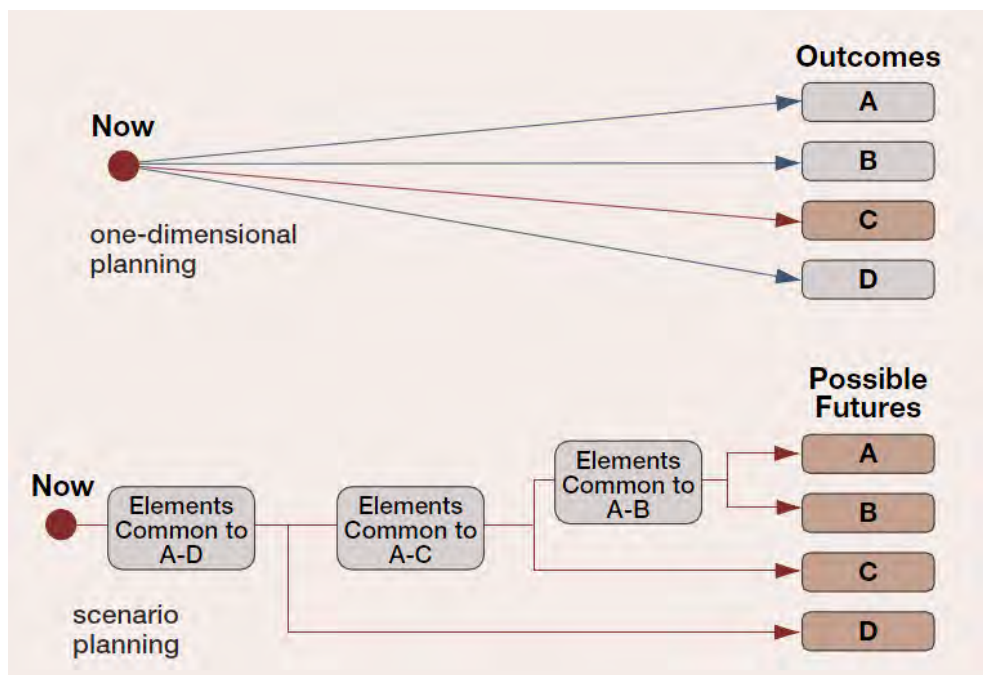 Outcomes
A
Now
B
C
one-dimensional
planning
D
Possible
Futures
A
Elements
Common to
A-B
Now
Elements
Common to
A-D
Elements
Common to
A-C
B
C
scenario
planning
D